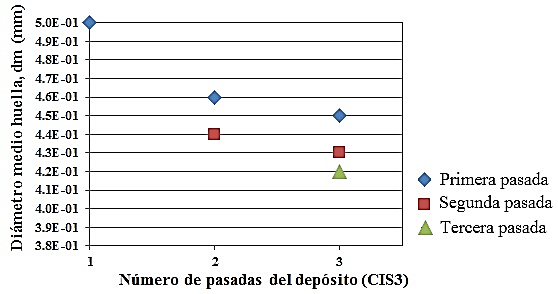 Diámetro medio huella, dm (mm)
5.0E-01
4.9E-01
4.8E-01
4.7E-01
4.6E-01
4.5E-01
4.4E-01
4.3E-01
4.2E-01
4.1E-01
4.0E-01
3.9E-01
3.8E-01
1
2
3
Número de pasadas del depósito (CIS3)
Primera pasada
Segunda pasada
Tercera pasada